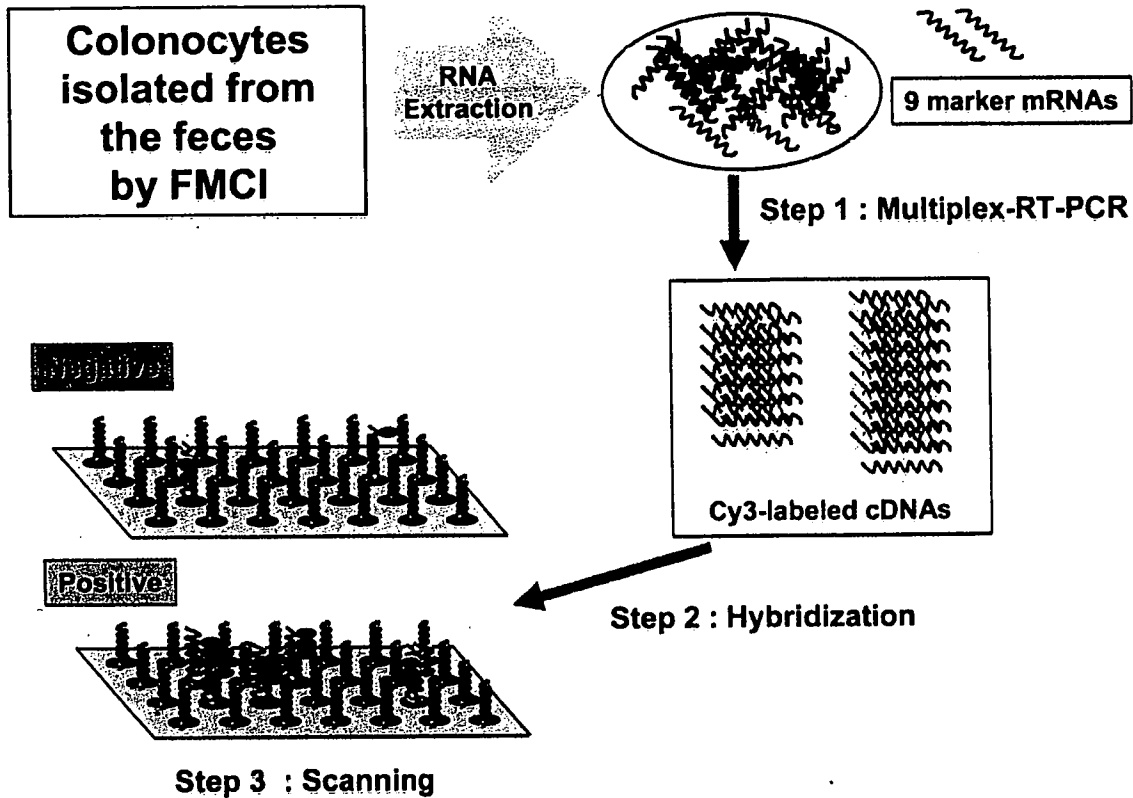 Colonocytes
isolated from
the feces
by FMCI
RNA
Extraction
9 marker mRNAs
Step 1 : Multiplex-RT-PCR
Cy3-labeled cDNAs
Negative
Positive
Step 2 : Hybridization
Step 3 : Scanning